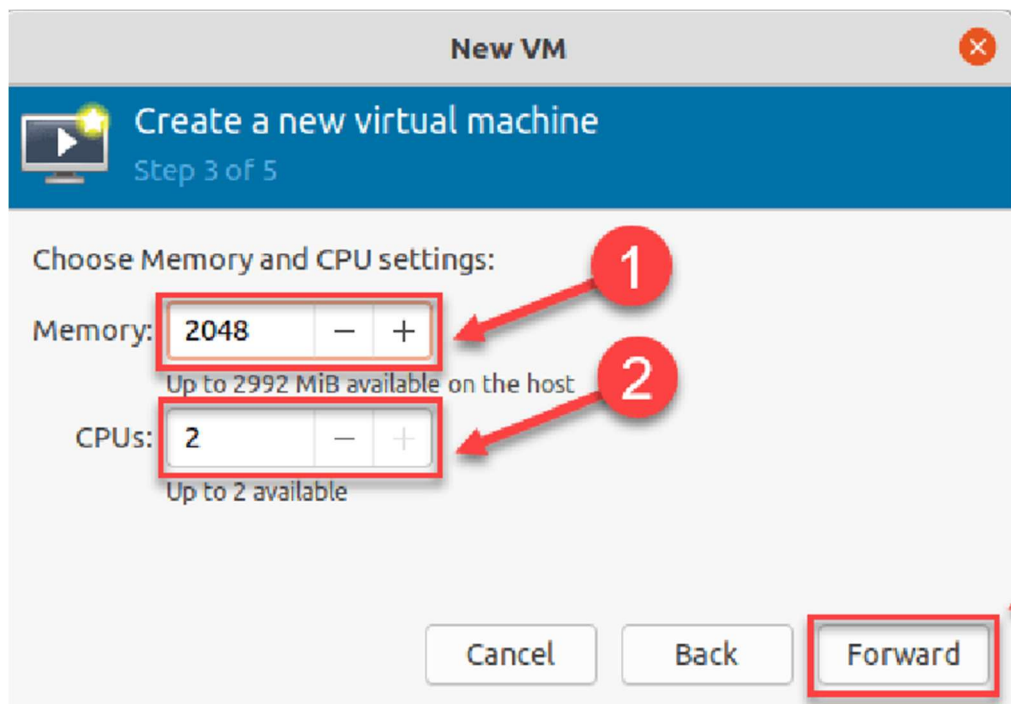 New VM
Create a new virtual machine
Step 3 of 5
Choose Memory and CPU settings:
1
Memory: 2048 − +
Up to 2992 MiB available on the host
2
CPUs: 2 − +
Up to 2 available
Cancel Back Forward